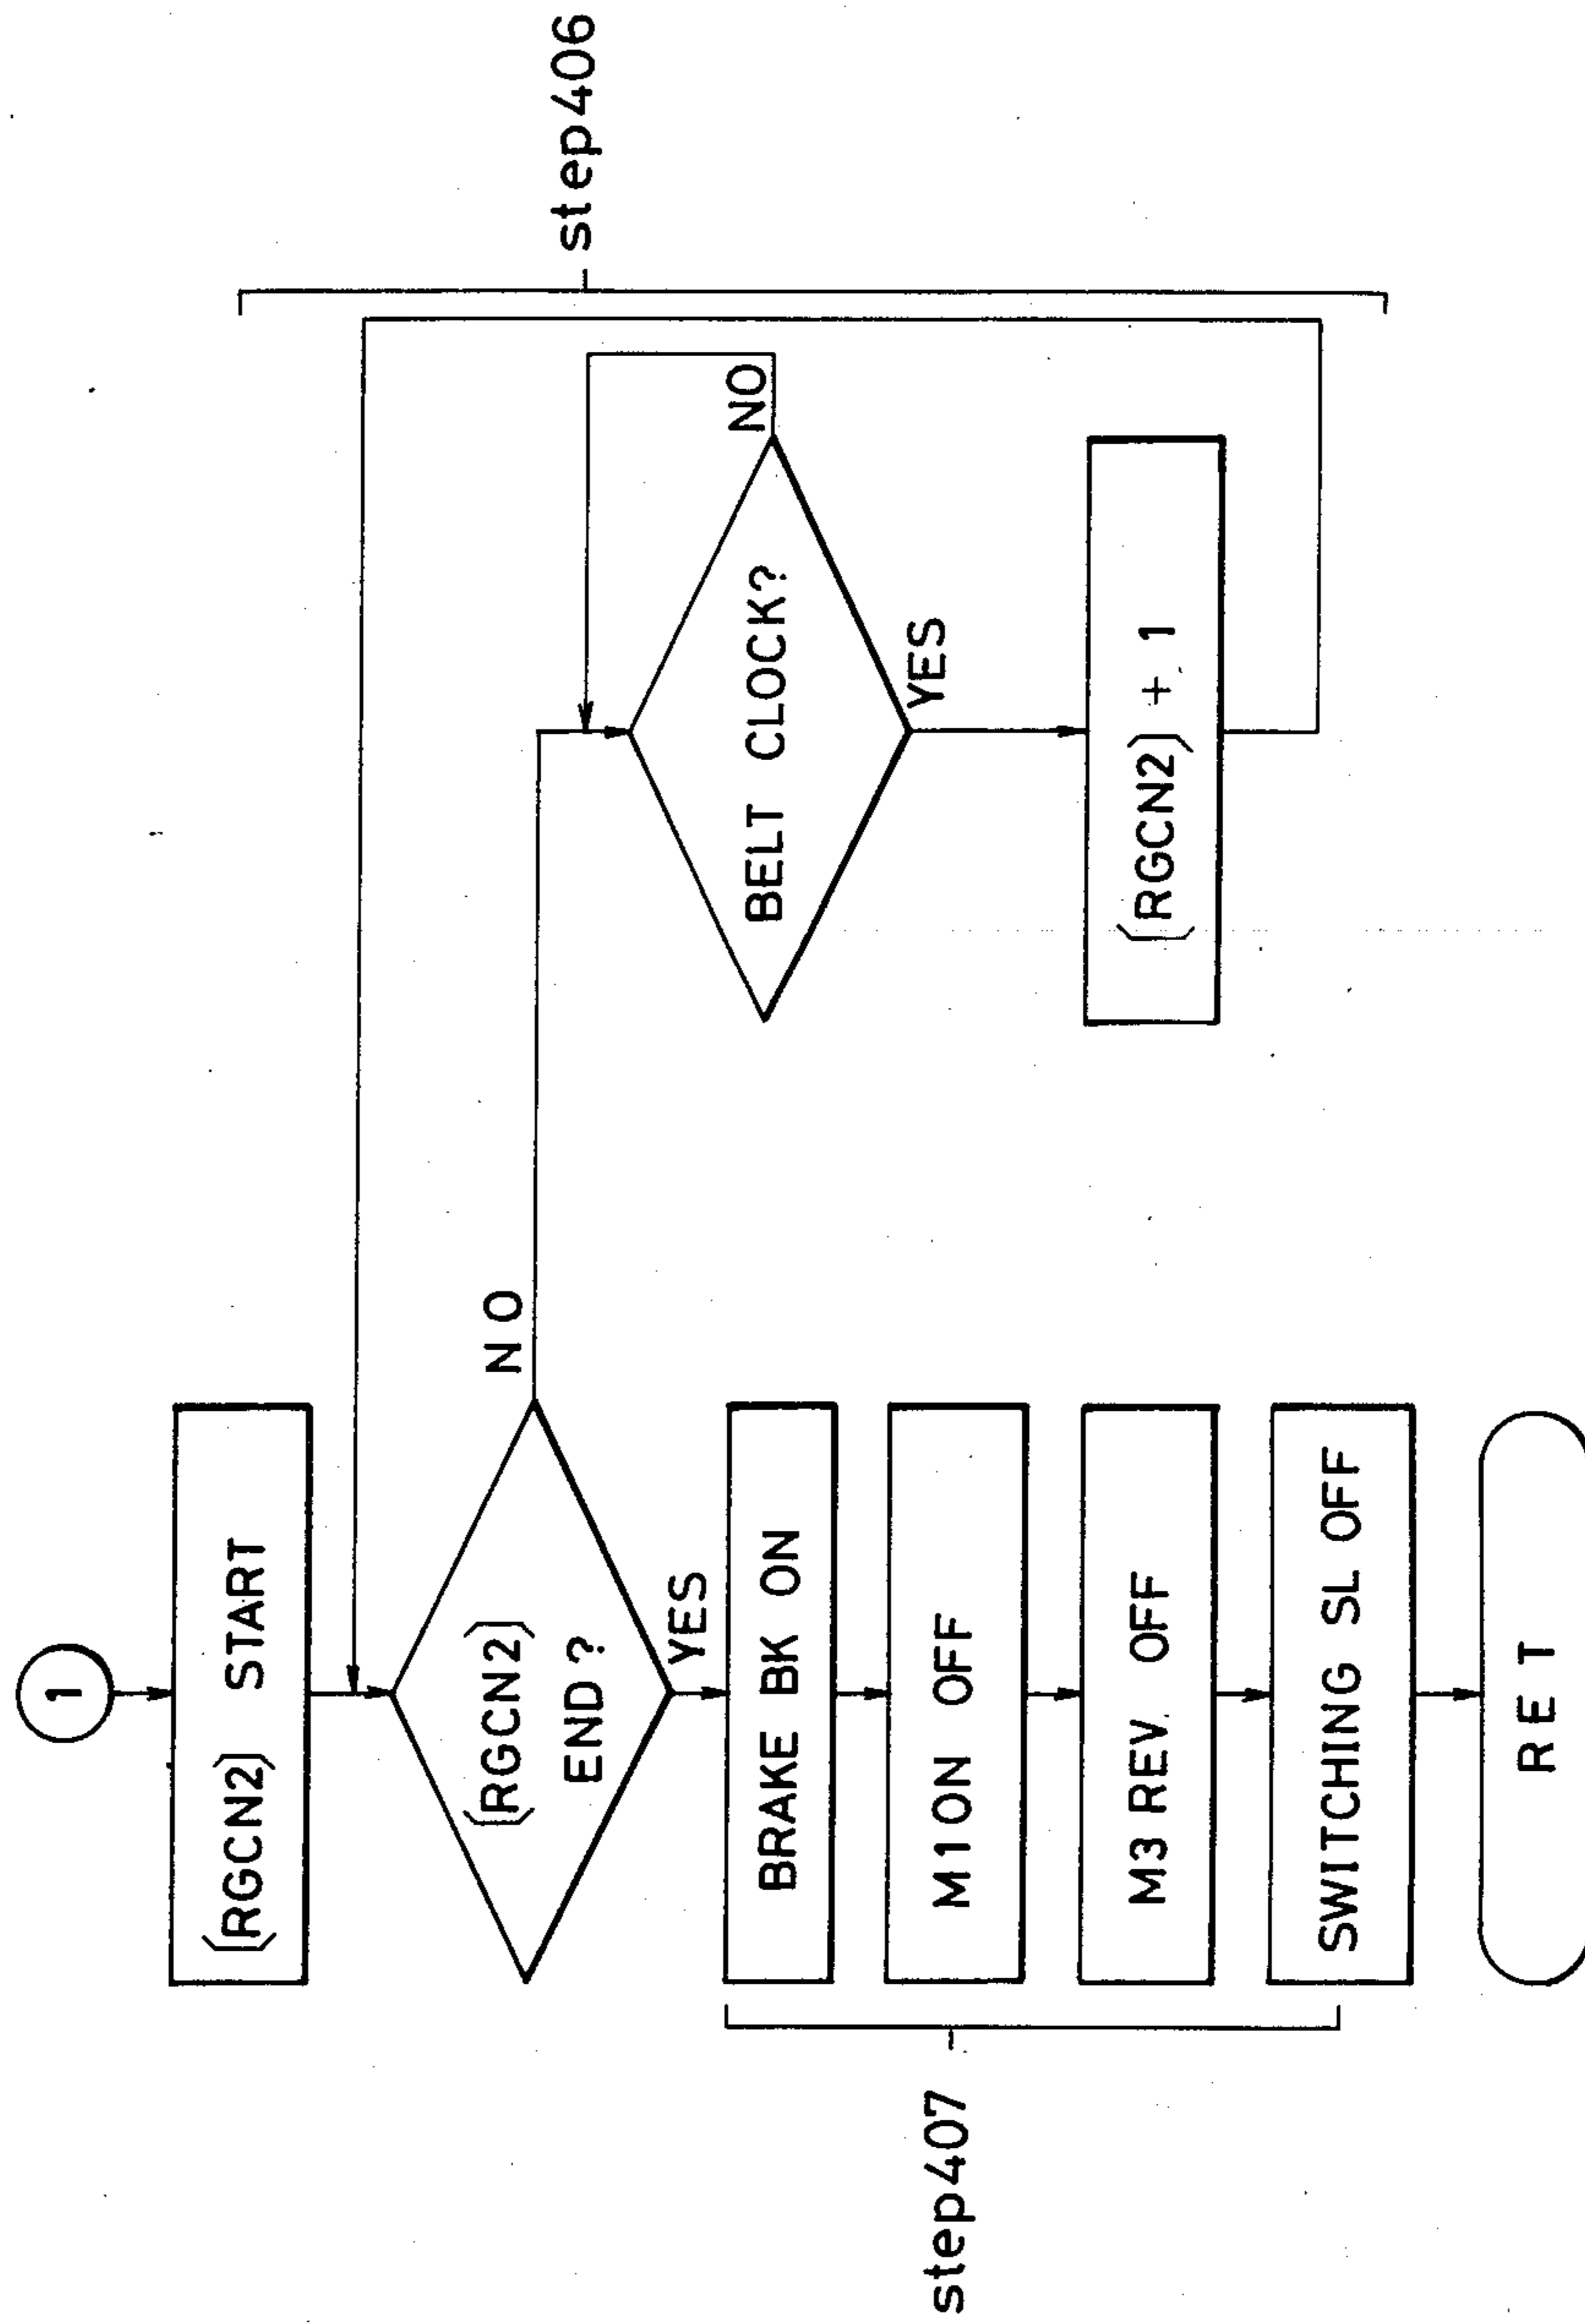 1
(RGCN2) START
(RGCN2)
END?
NO
YES
BELT CLOCK?
NO
YES
(RGCN2) + 1
step406
BRAKE BK ON
M1ON OFF
M3 REV. OFF
SWITCHING SL OFF
step407
RET